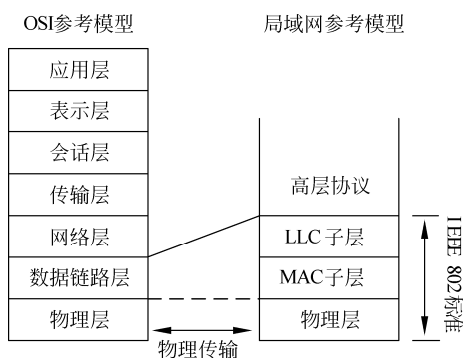 OSI参考模型
局域网参考模型
应用层
表示层
会话层
传输层
网络层
数据链路层
物理层
高层协议
LLC子层
MAC子层
物理层
IEEE 802标准
物理传输